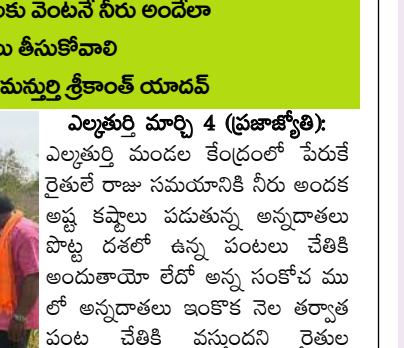 కు వెంటనే నీరు అందేలా
తీసుకోవాలి
మన్తుర్తి శ్రీకాంత్ యాదవ్
ఎల్కతుర్తి మార్చి 4 (ప్రజాజ్యోతి):
ఎల్కతుర్తి మండల కేంద్రంలో పేరుకే
రైతులే రాజు సమయానికి నీరు అందక
అష్ట కష్టాలు పడుతున్న అన్నదాతలు
పొట్ట దశలో ఉన్న పంటలు చేతికి
అందుతాయో లేదో అన్న సంకోచ ము
లో అన్నదాతలు ఇంకొక నెల తర్వాత
పంట చేతికి వస్తుందని రైతుల